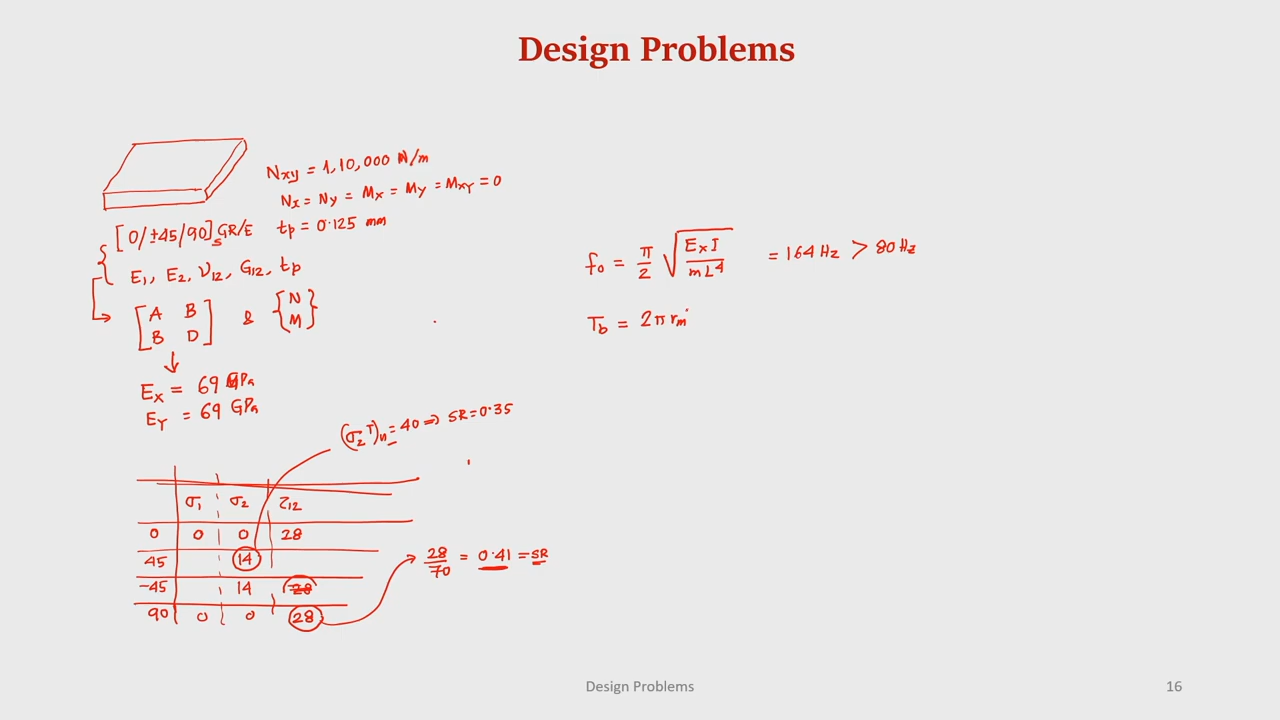 Design Problems
Nxy = 1,10,000 N/m
Nx = Ny = Mx = My = Mxy = 0
[0/±45/90]s GR/E tp = 0.125 mm
E1, E2, ν12, G12, tp
[A B
B D] & {N
M}
Ex = 69 GPa
EY = 69 GPa
(σ2T)u = 40 ⇒ SR = 0.35
σ1 σ2 τ12
0 0 0 28
45 14
-45 14
90 0 0 28
28/70 = 0.41 = SR
f0 = π/2 √(ExI/mL4) = 164 Hz > 80 Hz
Tb = 2π rm
Design Problems
16